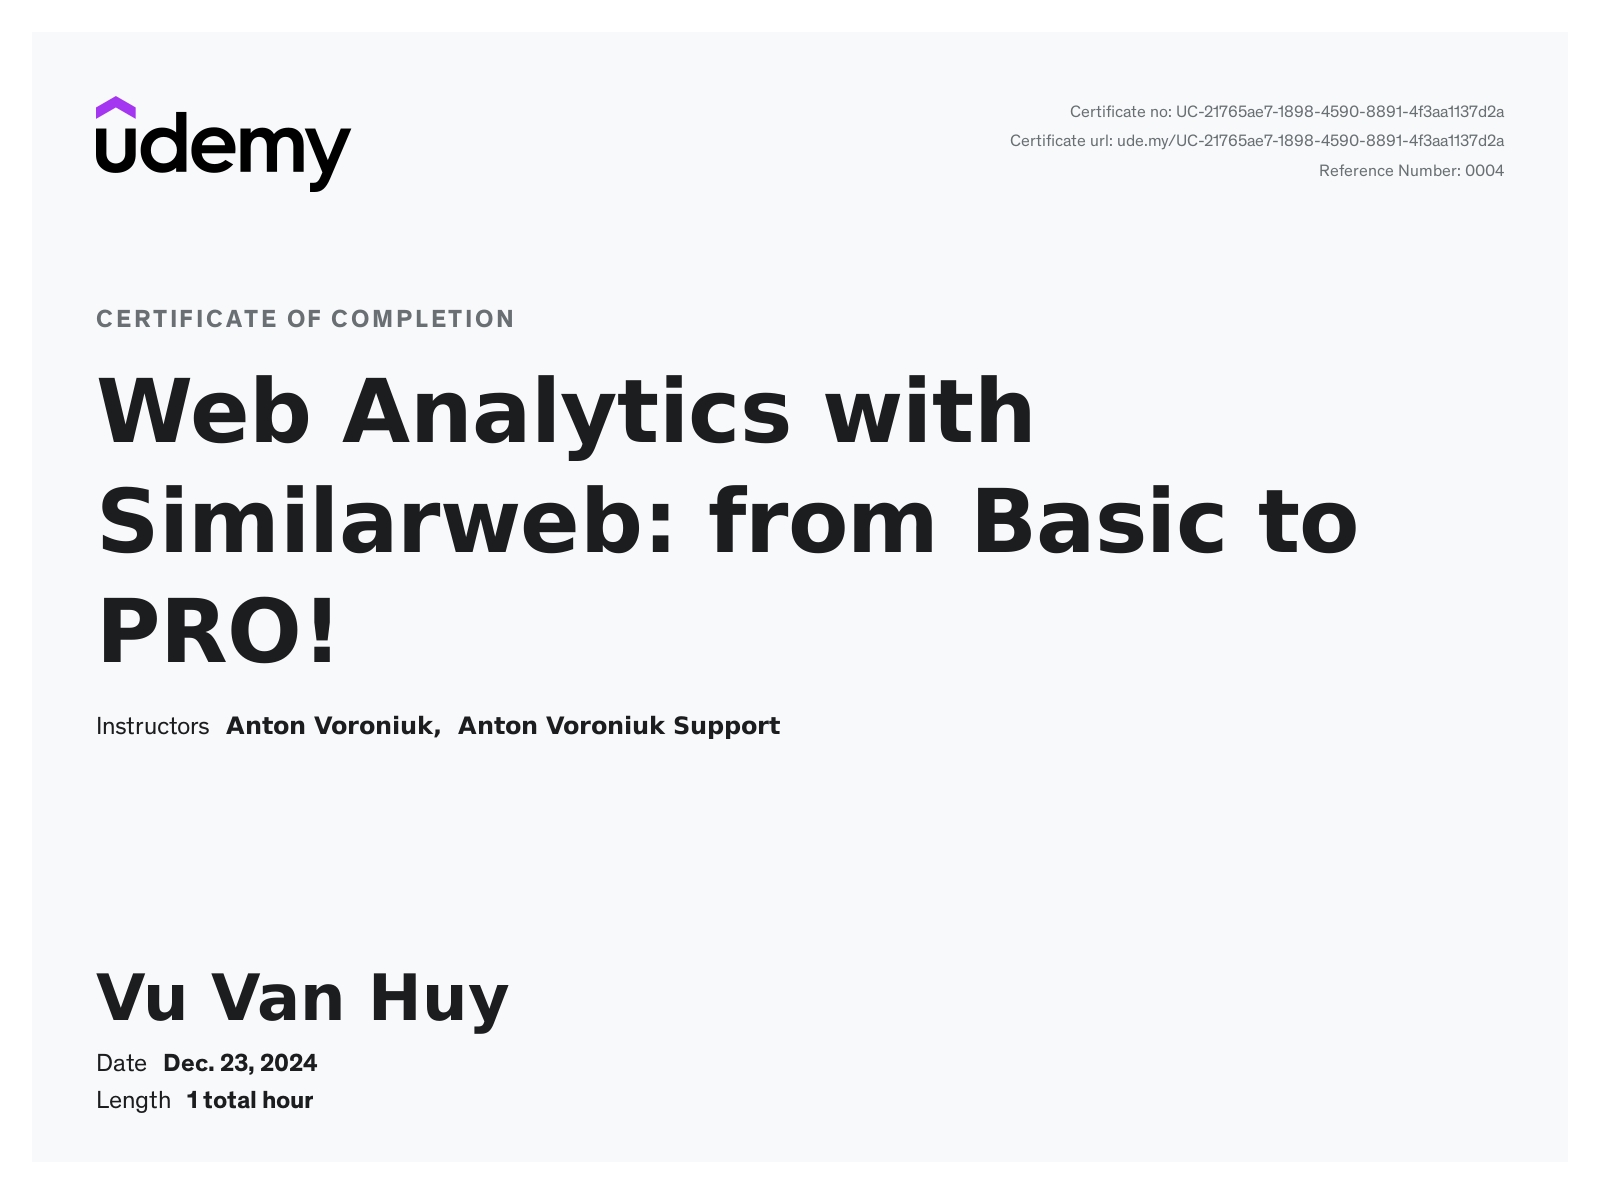 udemy
Certificate no: UC-21765ae7-1898-4590-8891-4f3aa1137d2a
Certificate url: ude.my/UC-21765ae7-1898-4590-8891-4f3aa1137d2a
Reference Number: 0004
CERTIFICATE OF COMPLETION
Web Analytics with
Similarweb: from Basic to
PRO!
Instructors Anton Voroniuk, Anton Voroniuk Support
Vu Van Huy
Date Dec. 23, 2024
Length 1 total hour